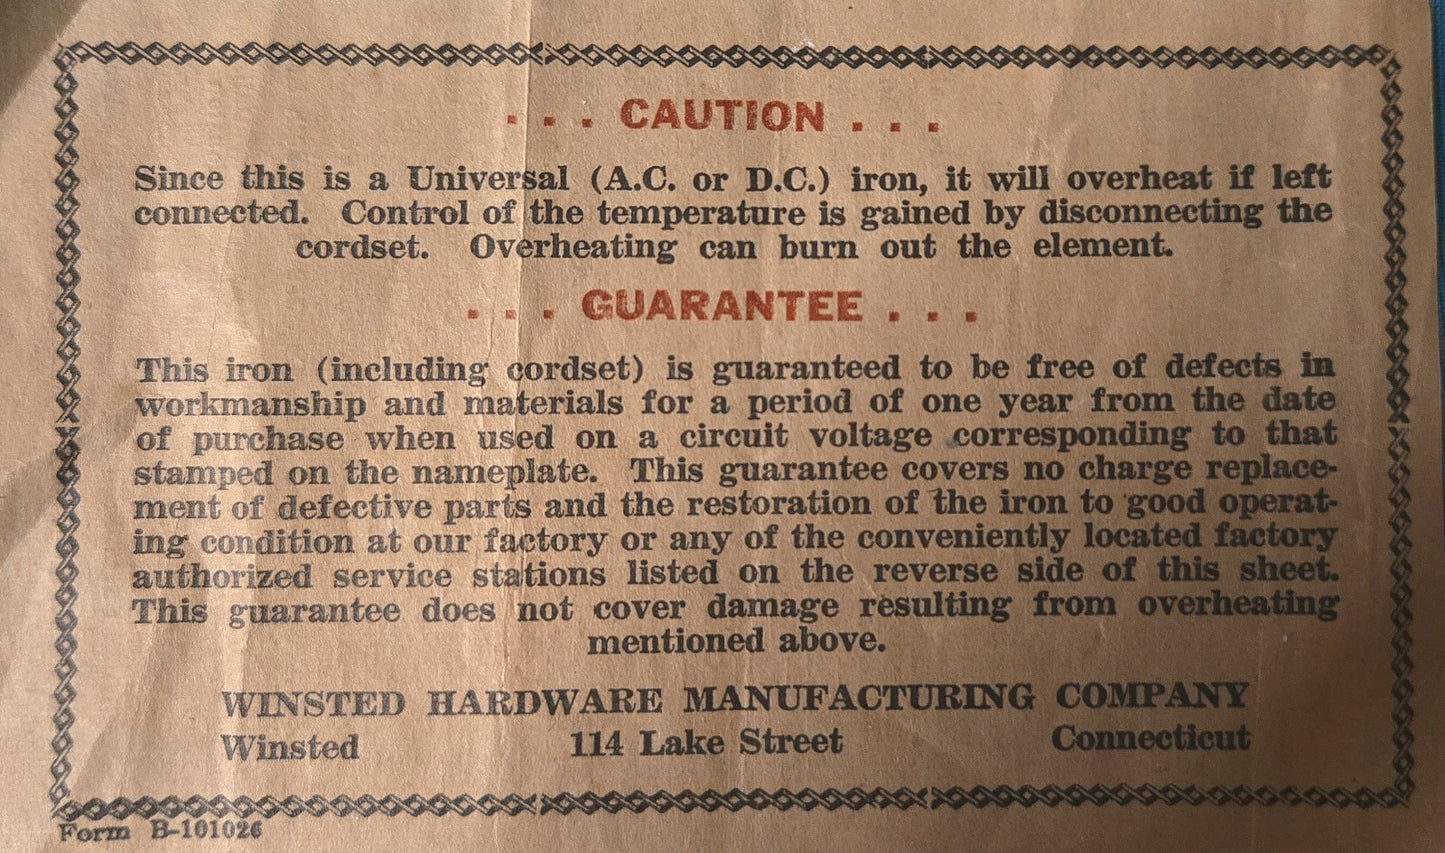 . . . CAUTION . . .
Since this is a Universal (A.C. or D.C.) iron, it will overheat if left
connected. Control of the temperature is gained by disconnecting the
cordset. Overheating can burn out the element.
. . . GUARANTEE . . .
This iron (including cordset) is guaranteed to be free of defects in
workmanship and materials for a period of one year from the date
of purchase when used on a circuit voltage corresponding to that
stamped on the nameplate. This guarantee covers no charge replace-
ment of defective parts and the restoration of the iron to good operat-
ing condition at our factory or any of the conveniently located factory
authorized service stations listed on the reverse side of this sheet.
This guarantee does not cover damage resulting from overheating
mentioned above.
WINSTED HARDWARE MANUFACTURING COMPANY
Winsted 114 Lake Street Connecticut
Form B-101026